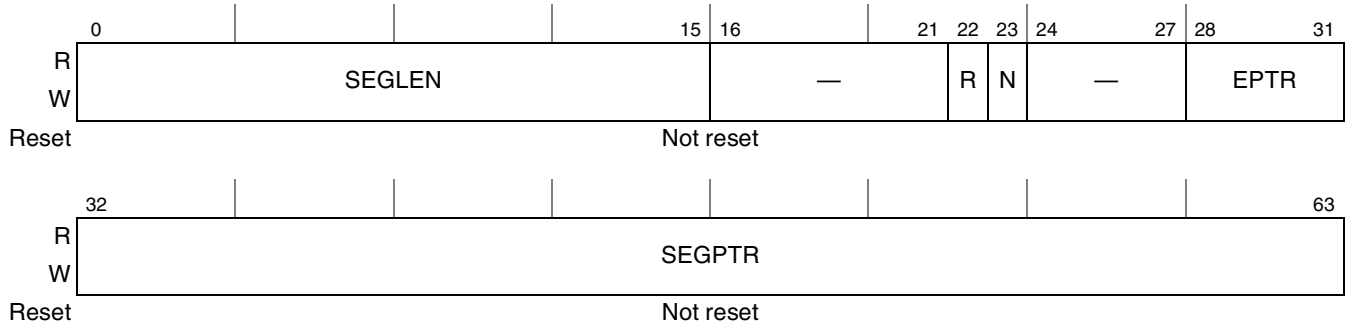 0 15 16 21 22 23 24 27 28 31
R
W
SEGLEN — R N — EPTR
Reset Not reset
32 63
R
W
SEGPTR
Reset Not reset